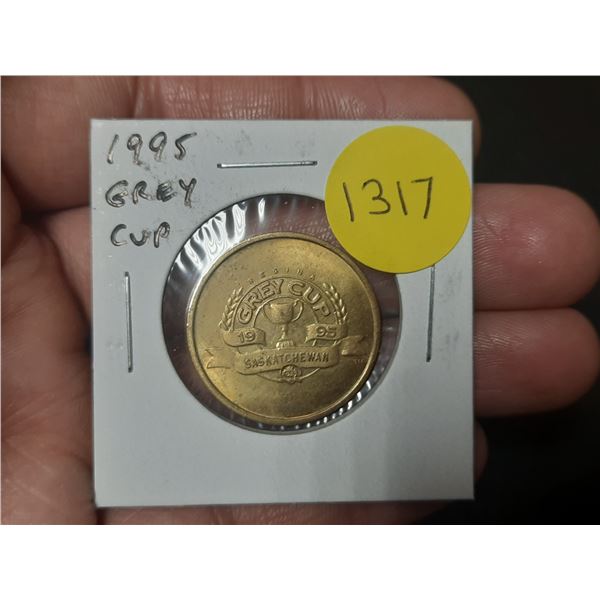 1995
GREY
CUP
1317
REGINA
GREY CUP
19 95
SASKATCHEWAN